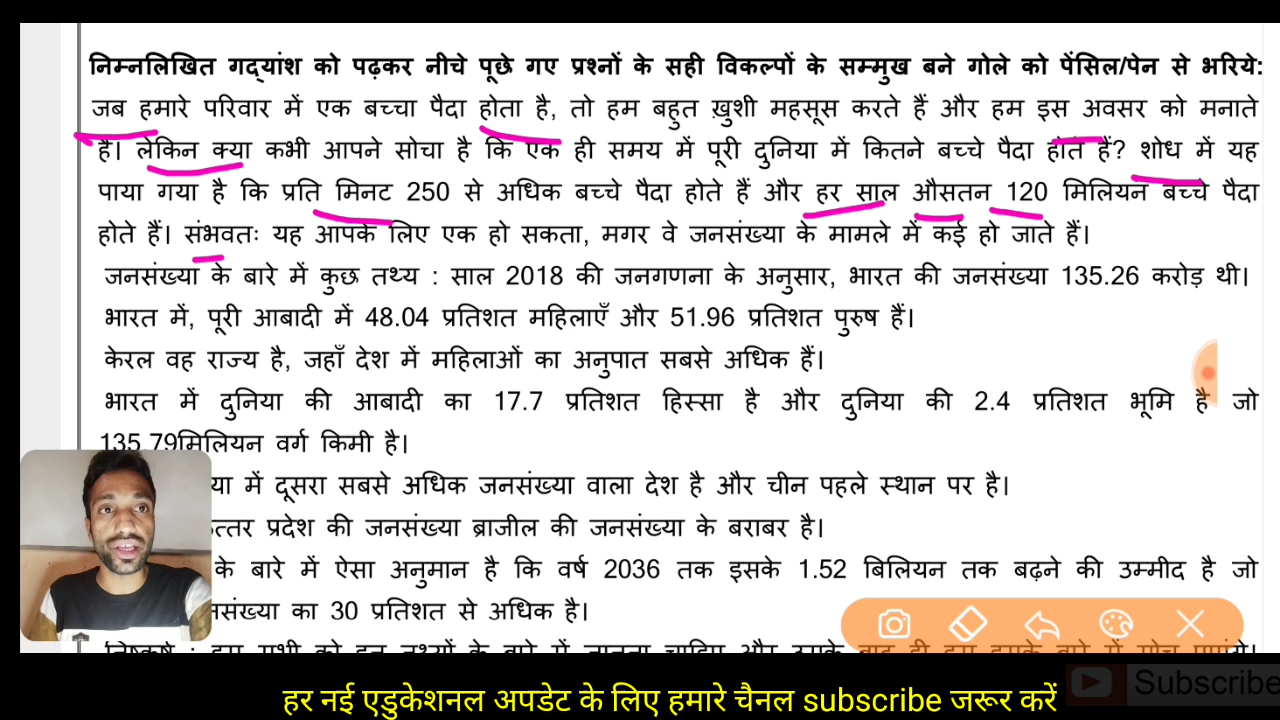 निम्नलिखित गद्यांश को पढ़कर नीचे पूछे गए प्रश्नों के सही विकल्पों के सम्मुख बने गोले को पेंसिल/पेन से भरिये:
जब हमारे परिवार में एक बच्चा पैदा होता है, तो हम बहुत ख़ुशी महसूस करते हैं और हम इस अवसर को मनाते
हैं। लेकिन क्या कभी आपने सोचा है कि एक ही समय में पूरी दुनिया में कितने बच्चे पैदा होते हैं? शोध में यह
पाया गया है कि प्रति मिनट 250 से अधिक बच्चे पैदा होते हैं और हर साल औसतन 120 मिलियन बच्चे पैदा
होते हैं। संभवतः यह आपके लिए एक हो सकता, मगर वे जनसंख्या के मामले में कई हो जाते हैं।
जनसंख्या के बारे में कुछ तथ्य : साल 2018 की जनगणना के अनुसार, भारत की जनसंख्या 135.26 करोड़ थी।
भारत में, पूरी आबादी में 48.04 प्रतिशत महिलाएँ और 51.96 प्रतिशत पुरुष हैं।
केरल वह राज्य है, जहाँ देश में महिलाओं का अनुपात सबसे अधिक हैं।
भारत में दुनिया की आबादी का 17.7 प्रतिशत हिस्सा है और दुनिया की 2.4 प्रतिशत भूमि है जो
135.79मिलियन वर्ग किमी है।
में दूसरा सबसे अधिक जनसंख्या वाला देश है और चीन पहले स्थान पर है।
प्रदेश की जनसंख्या ब्राजील की जनसंख्या के बराबर है।
के बारे में ऐसा अनुमान है कि वर्ष 2036 तक इसके 1.52 बिलियन तक बढ़ने की उम्मीद है जो
का 30 प्रतिशत से अधिक है।
Subscribe
हर नई एडुकेशनल अपडेट के लिए हमारे चैनल subscribe जरूर करें